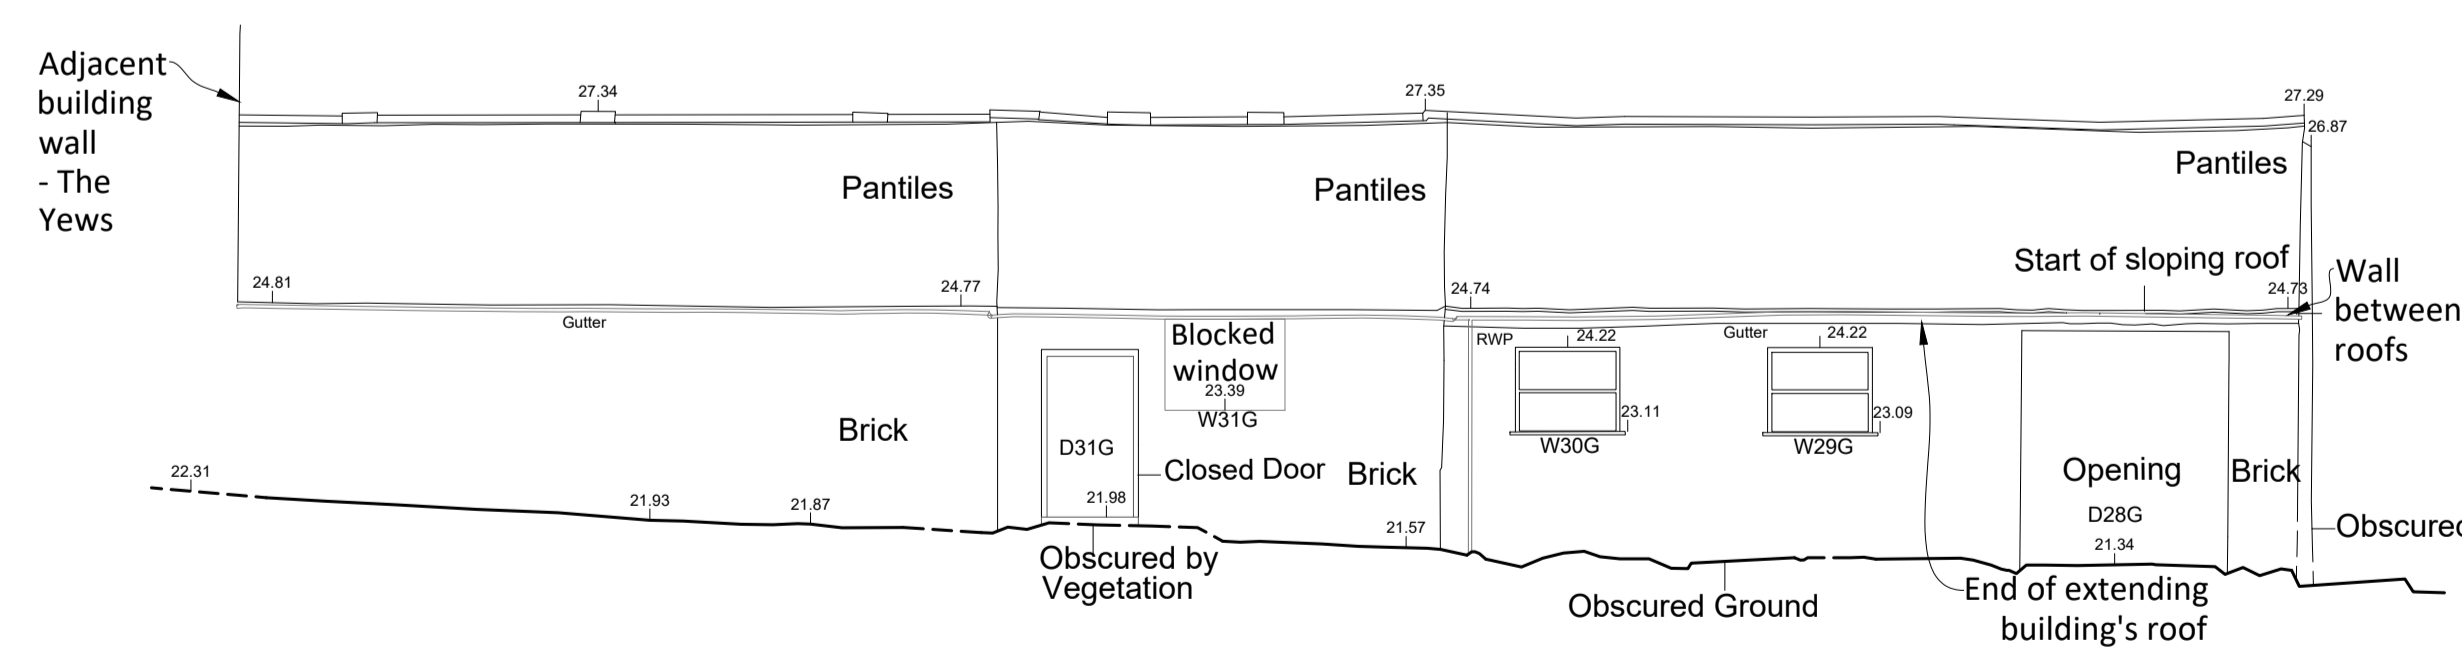 Adjacent
building
wall
- The
Yews
27.34
27.35
27.29
26.87
Pantiles
Pantiles
Pantiles
Start of sloping roof
Wall
between
roofs
24.81
24.77
24.74
24.73
Gutter
Blocked
window
23.39
W31G
RWP
24.22
Gutter
24.22
23.11
23.09
W30G
W29G
Brick
D31G
Closed Door
Brick
Opening
Brick
22.31
21.93
21.87
21.98
21.57
D28G
21.34
Obscured
Obscured by
Vegetation
Obscured Ground
End of extending
building's roof